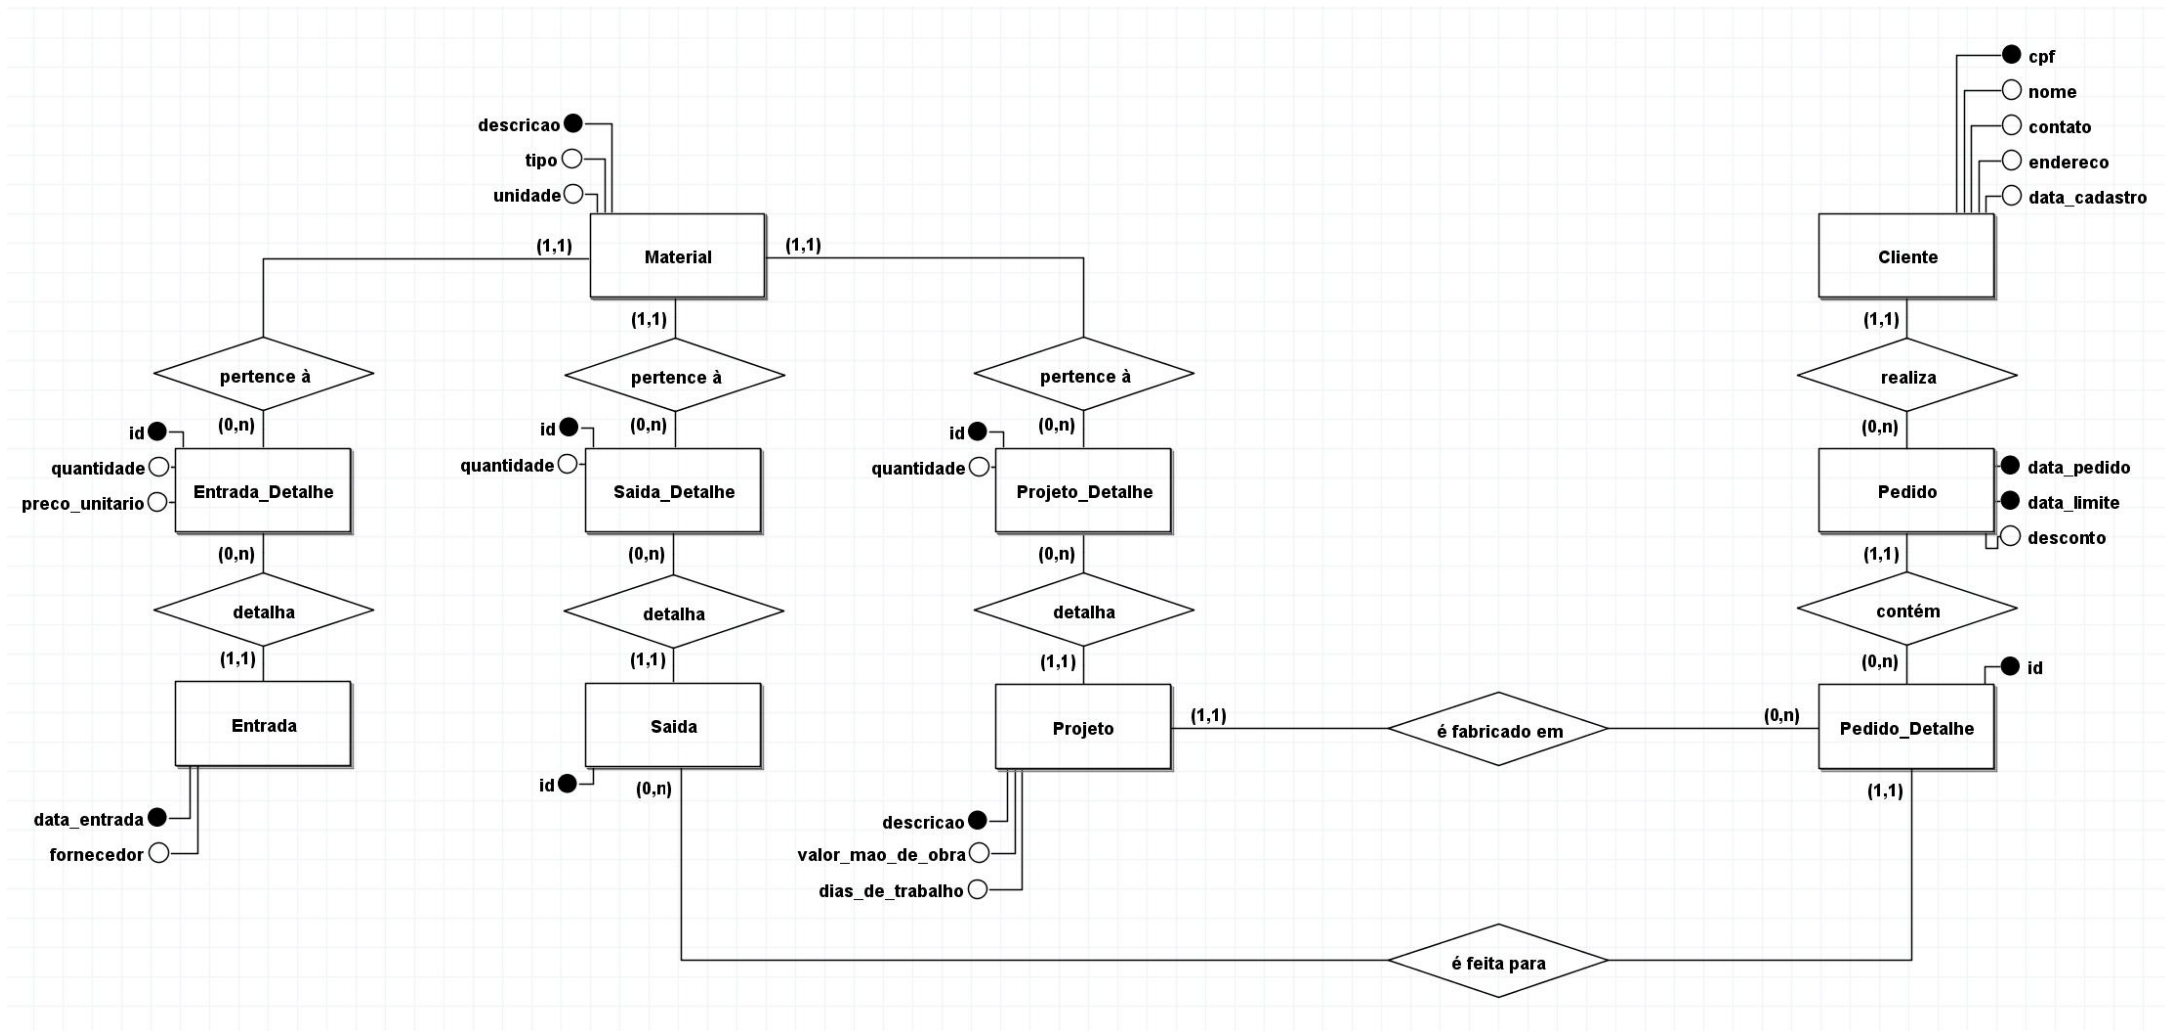 cpf
nome
contato
endereco
data_cadastro
descricao
tipo
unidade
(1,1)
Material
(1,1)
Cliente
(1,1)
(1,1)
pertence à
pertence à
pertence à
realiza
(0,n)
(0,n)
(0,n)
(0,n)
id
quantidade
preco_unitario
Entrada_Detalhe
id
quantidade
Saida_Detalhe
id
quantidade
Projeto_Detalhe
Pedido
data_pedido
data_limite
desconto
(0,n)
(0,n)
(0,n)
(1,1)
detalha
detalha
detalha
contém
(1,1)
(1,1)
(1,1)
(0,n)
id
Entrada
Saida
Projeto
(1,1)
é fabricado em
(0,n)
Pedido_Detalhe
id
(0,n)
(1,1)
data_entrada
fornecedor
descricao
valor_mao_de_obra
dias_de_trabalho
é feita para